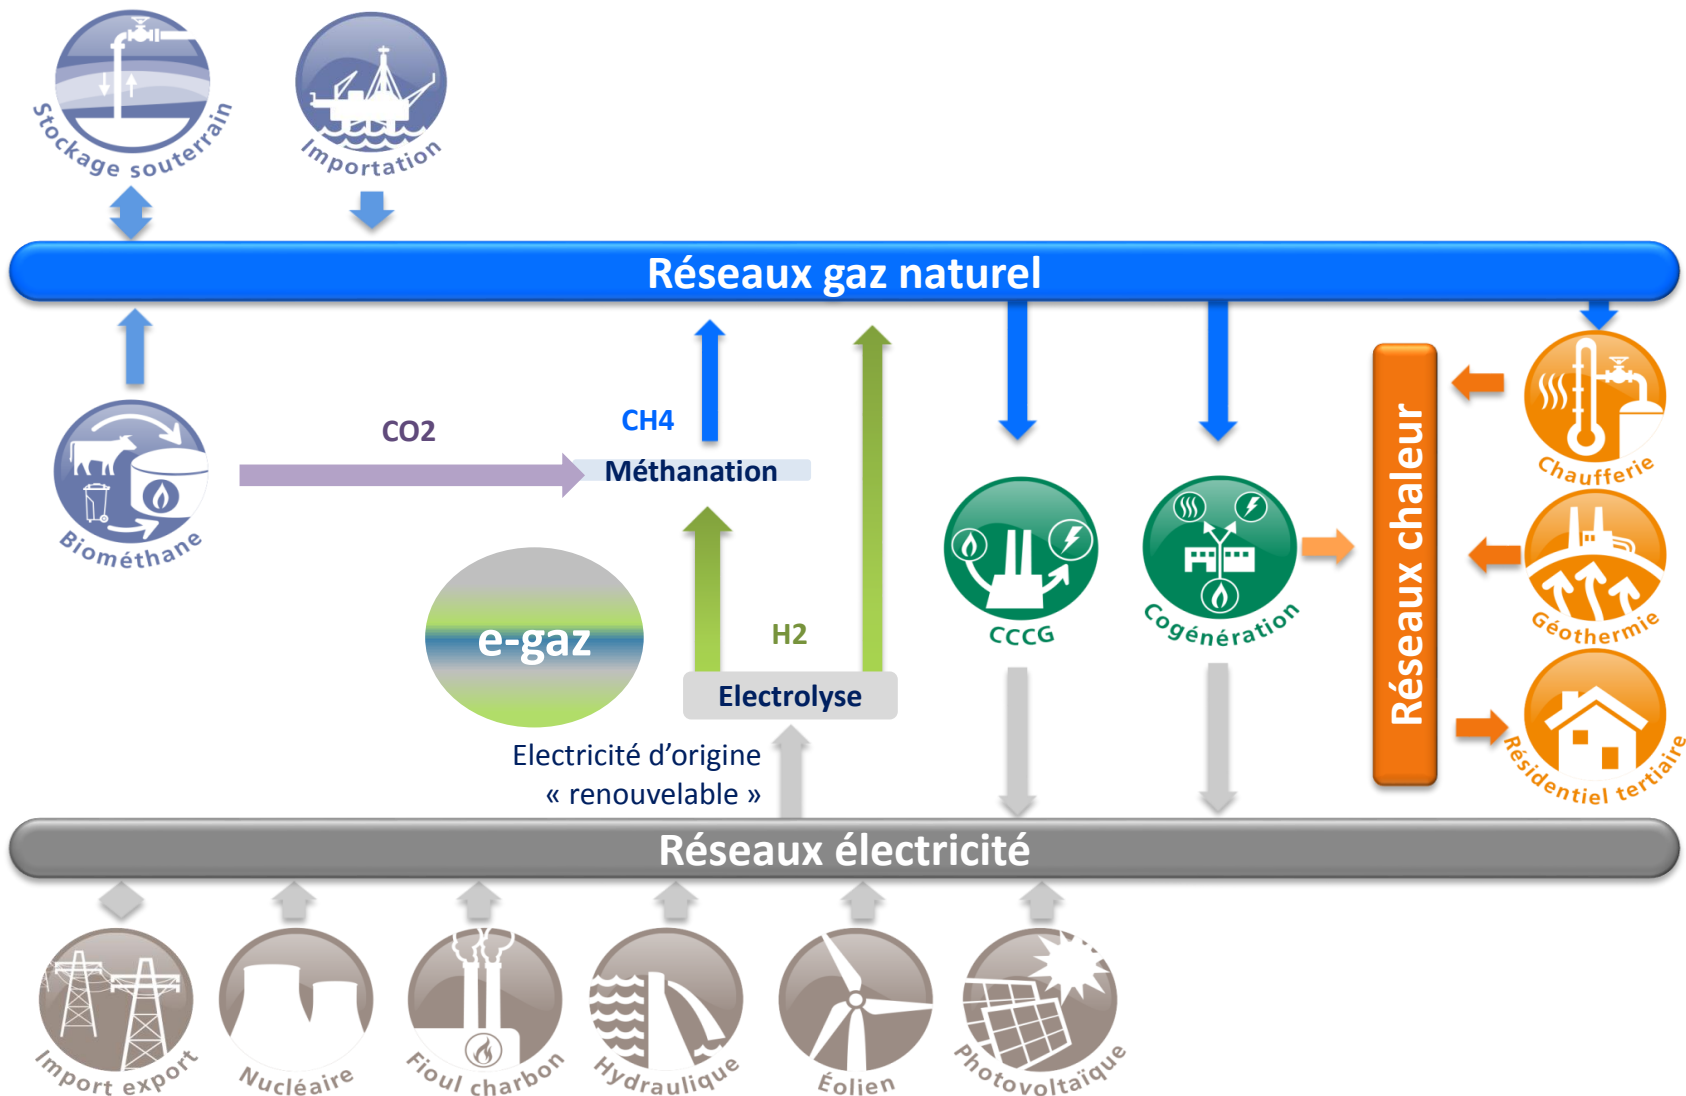 Stockage souterrain
Importation
Réseaux gaz naturel
CO2
CH4
Méthanation
Biométhane
e-gaz
H2
Electrolyse
Electricité d’origine
« renouvelable »
CCCG
Cogénération
Réseaux chaleur
Chaufferie
Géothermie
Résidentiel tertiaire
Réseaux électricité
Import export
Nucléaire
Fioul charbon
Hydraulique
Éolien
Photovoltaïque